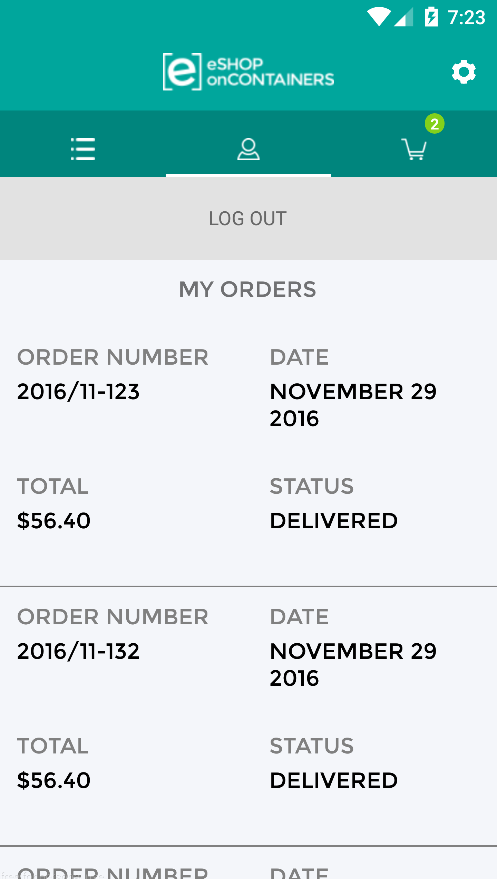 7:23
[e] eSHOP
onCONTAINERS
2
LOG OUT
MY ORDERS
ORDER NUMBER DATE
2016/11-123 NOVEMBER 29
2016
TOTAL STATUS
$56.40 DELIVERED
ORDER NUMBER DATE
2016/11-132 NOVEMBER 29
2016
TOTAL STATUS
$56.40 DELIVERED
ORDER NUMBER DATE